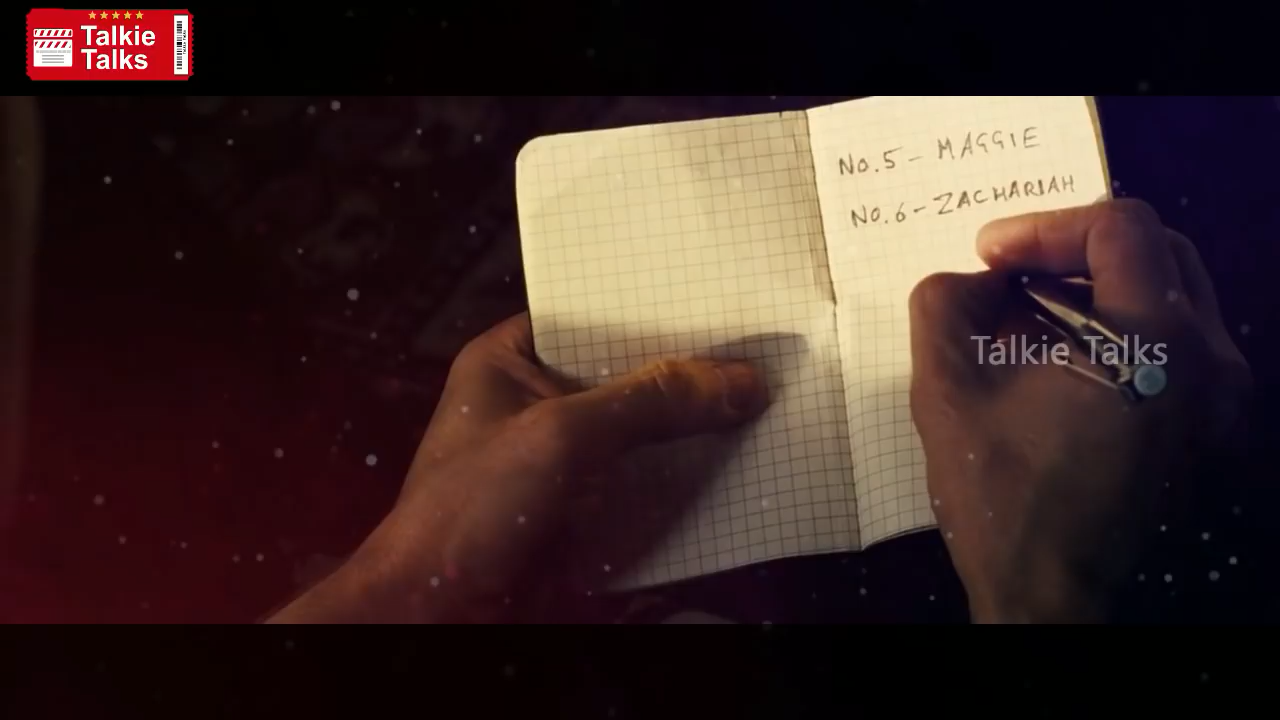 Talkie
Talks
No.5 - MAGGIE
No.6 - ZACHARIAH
Talkie Talks